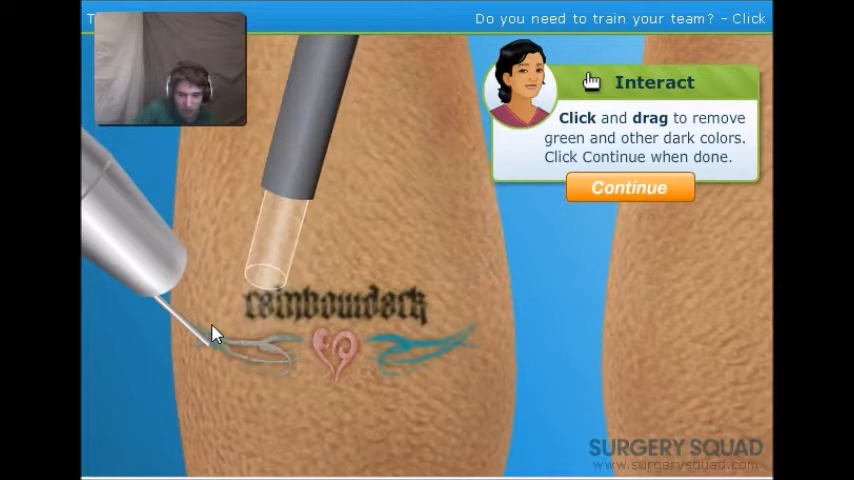 Do you need to train your team? – Click
Interact
Click and drag to remove
green and other dark colors.
Click Continue when done.
Continue
SURGERY SQUAD
www.surgerysquad.com